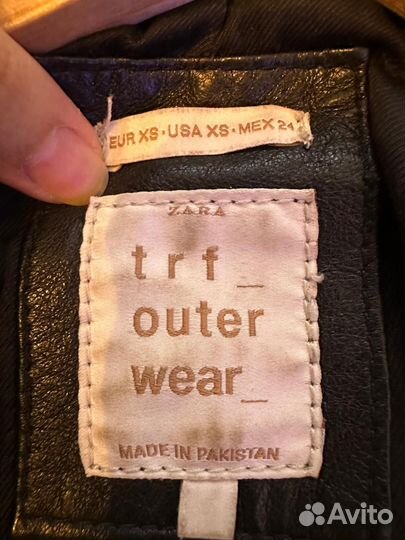 EUR XS · USA XS · MEX 24
ZARA
trf_
outer
wear_
MADE IN PAKISTAN
Avito